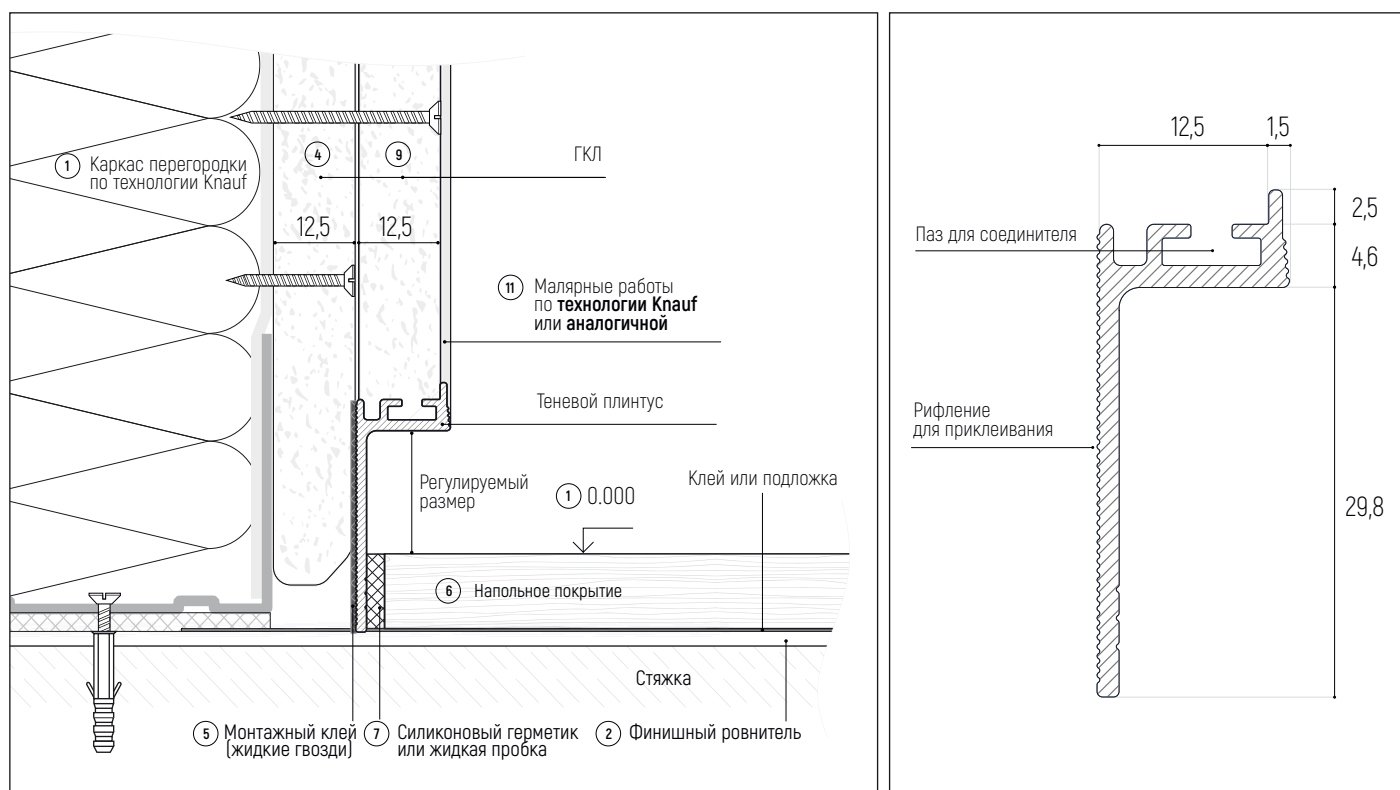 4
9
ГКЛ
1 Каркас перегородки
по технологии Knauf
12,5
12,5
11 Малярные работы
по технологии Knauf
или аналогичной
Теневой плинтус
Регулируемый
размер
1 0.000
Клей или подложка
6 Напольное покрытие
Стяжка
5 Монтажный клей
(жидкие гвозди)
7 Силиконовый герметик
или жидкая пробка
2 Финишный ровнитель
12,5
1,5
2,5
4,6
Паз для соединителя
Рифление
для приклеивания
29,8